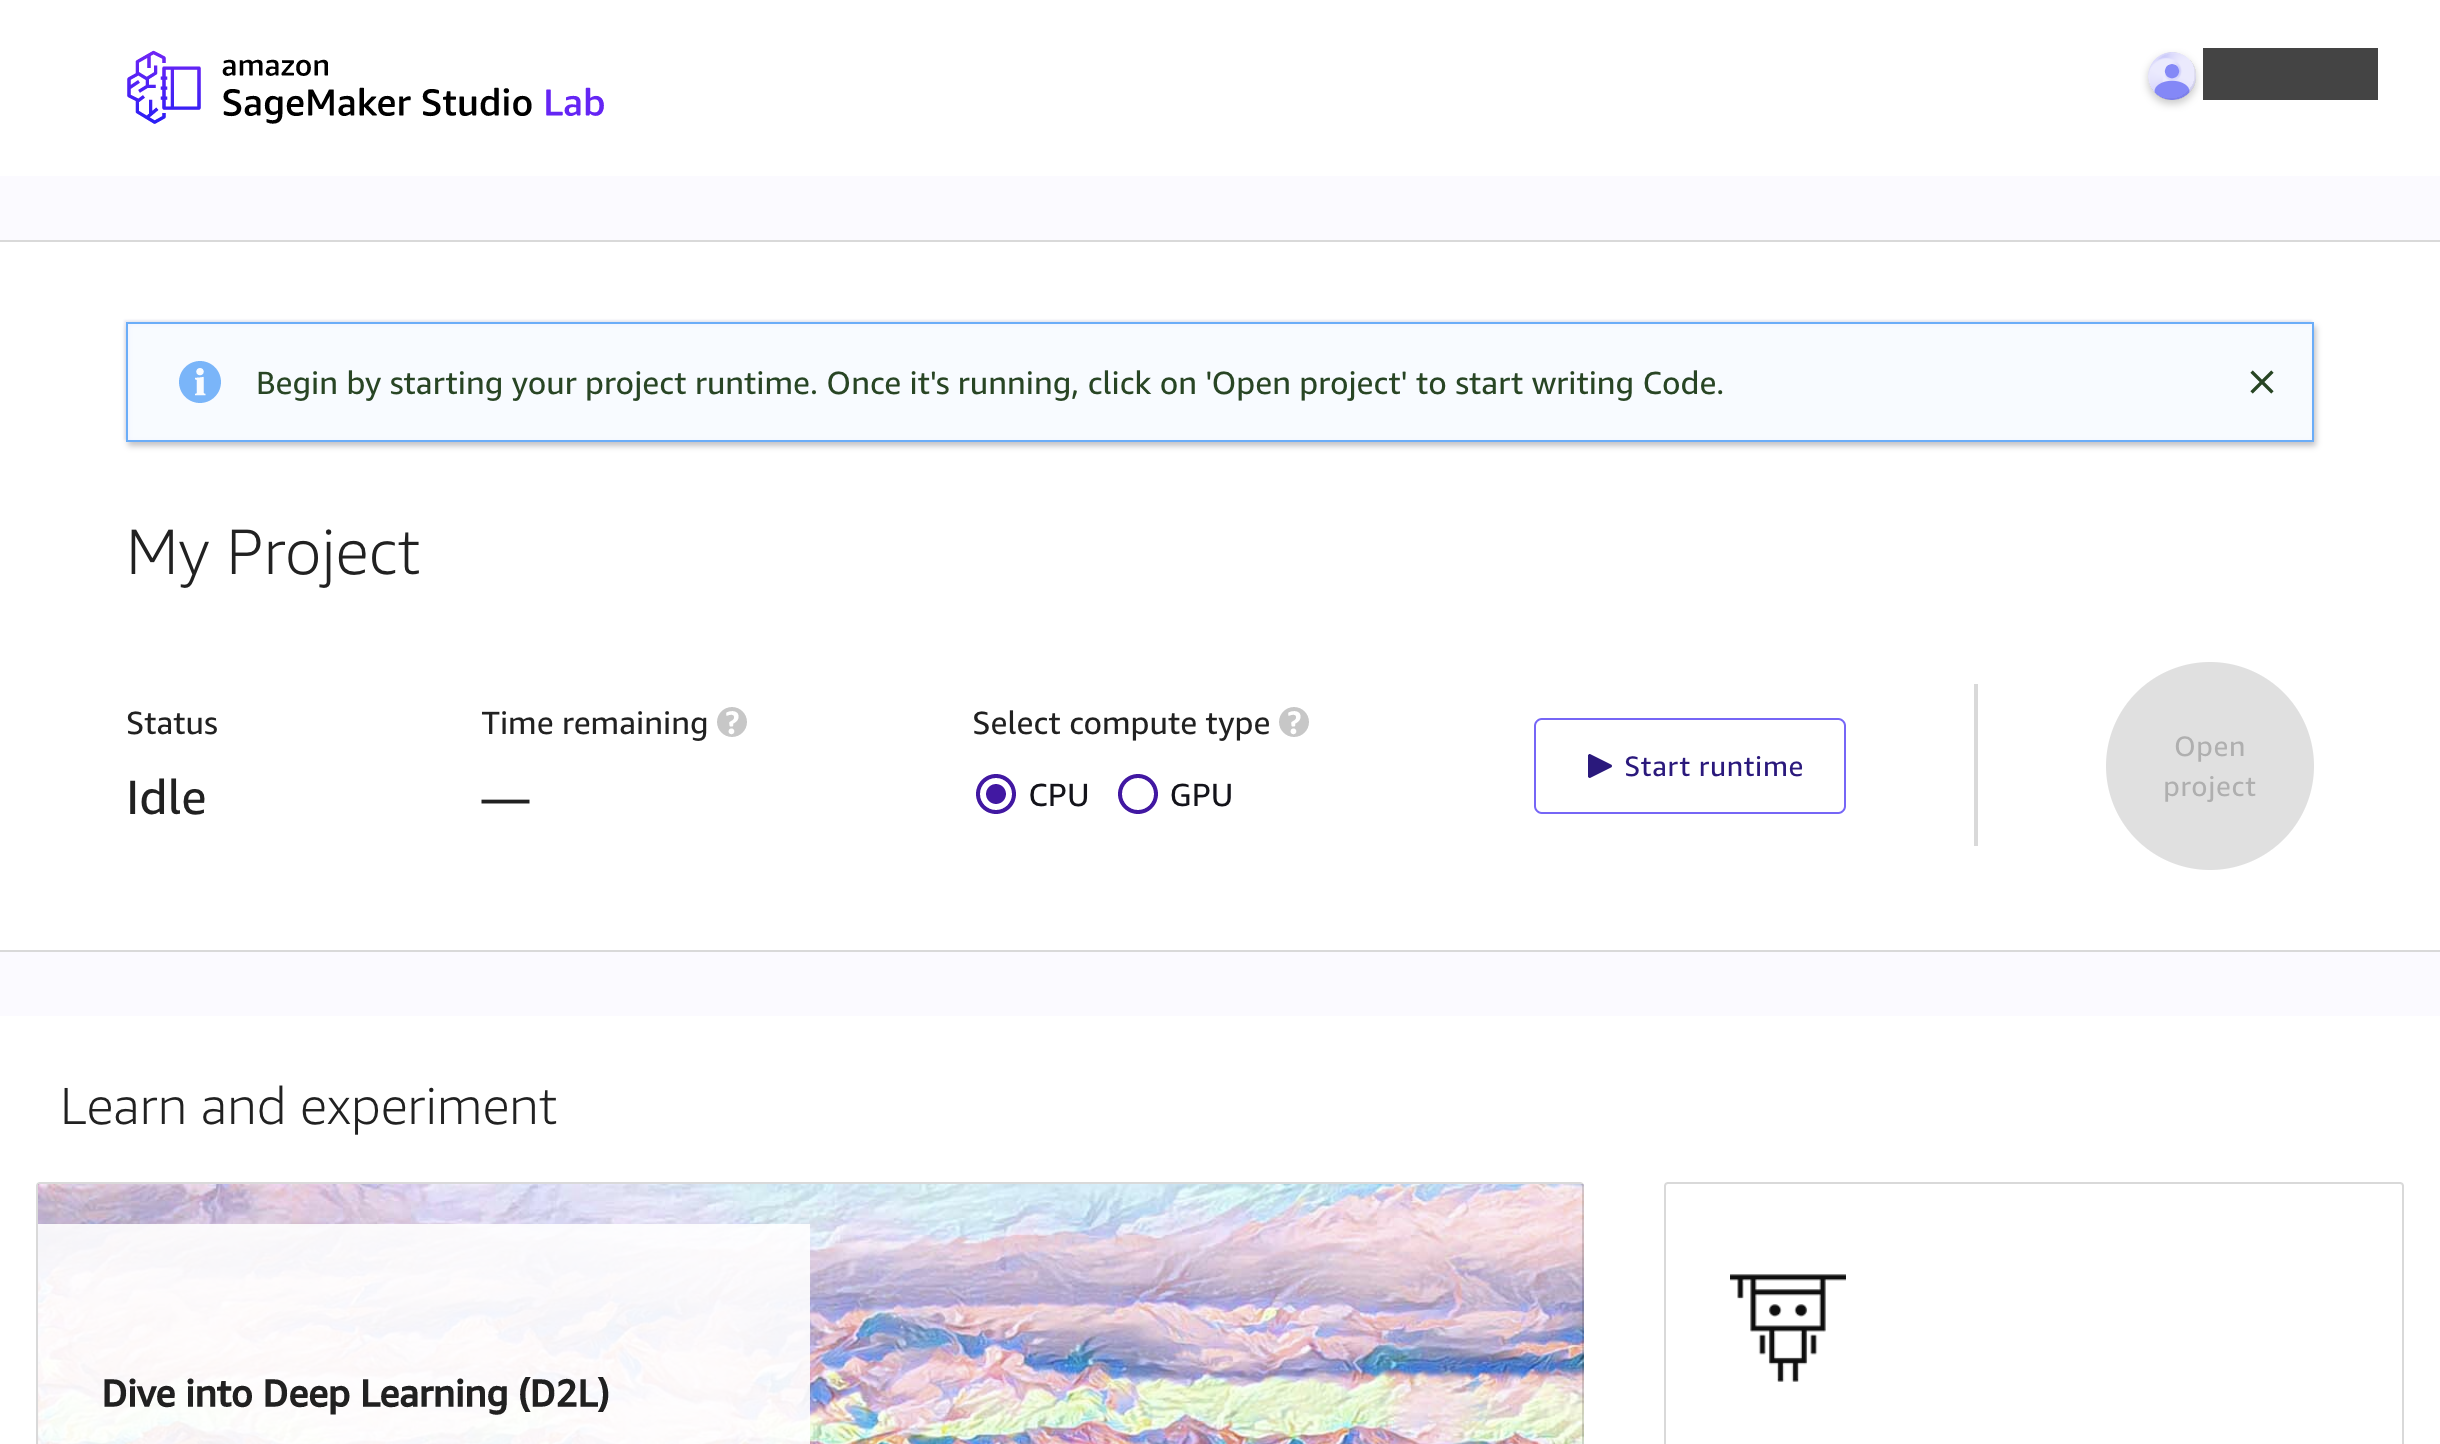 amazon
SageMaker Studio Lab
Begin by starting your project runtime. Once it's running, click on 'Open project' to start writing Code.
My Project
Status
Time remaining ?
Select compute type ?
Idle
—
CPU
GPU
Start runtime
Open
project
Learn and experiment
Dive into Deep Learning (D2L)